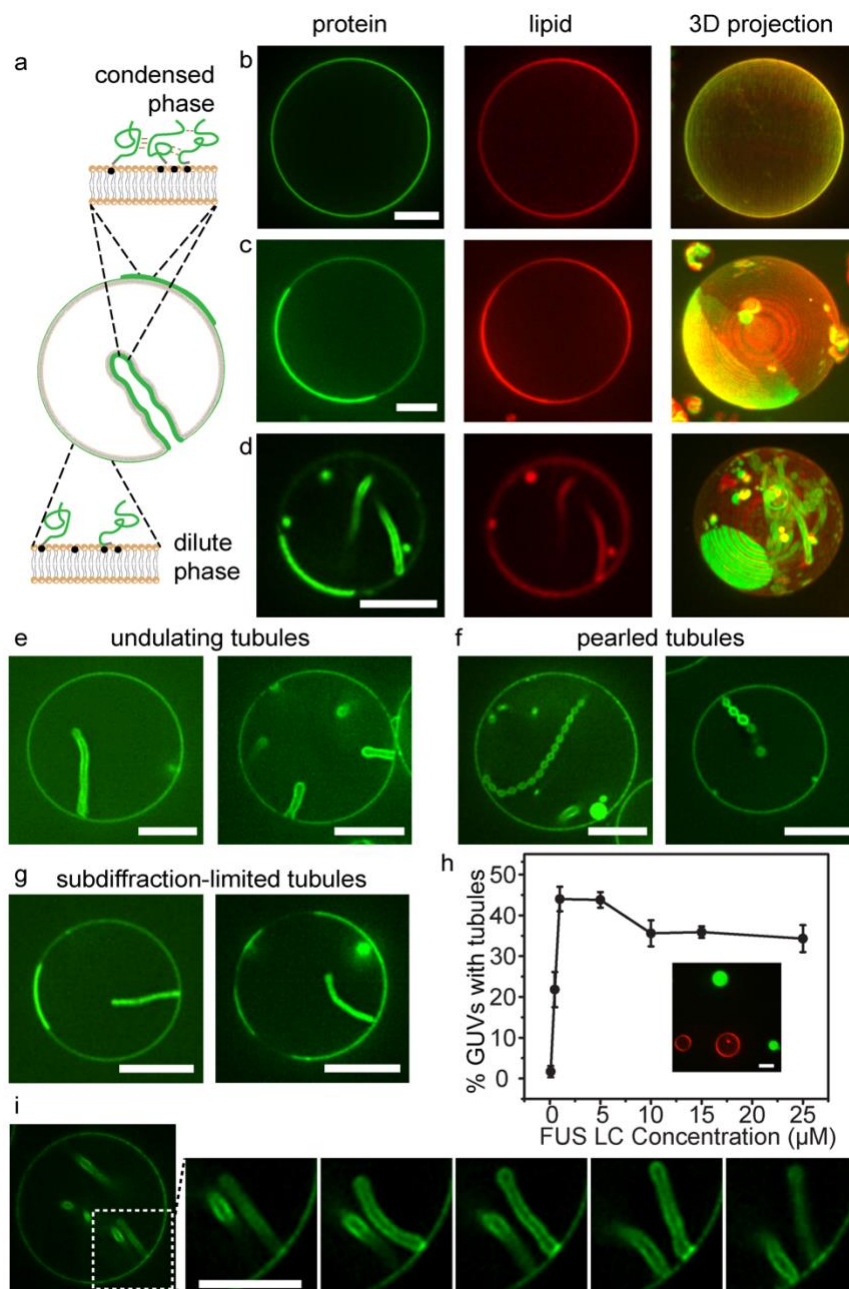 protein
lipid
3D projection
a
condensed
phase
dilute
phase
b
c
d
e
undulating tubules
f
pearled tubules
g
subdiffraction-limited tubules
h
% GUVs with tubules
50
40
30
20
10
0
0 5 10 15 20 25
FUS LC Concentration (µM)
i